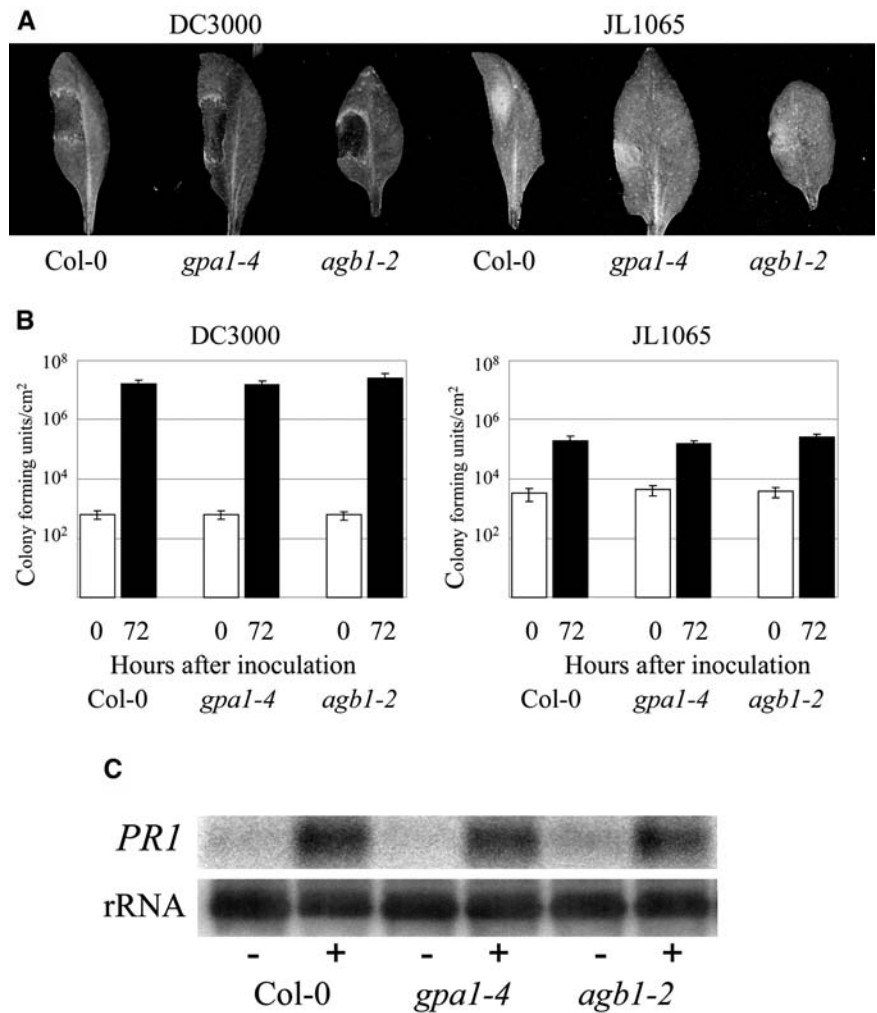 A
DC3000 JL1065
Col-0 gpa1-4 agb1-2 Col-0 gpa1-4 agb1-2
B
DC3000
Colony forming units/cm²
10⁸
10⁶
10⁴
10²
0 72 0 72 0 72
Hours after inoculation
Col-0 gpa1-4 agb1-2
JL1065
Colony forming units/cm²
10⁸
10⁶
10⁴
10²
0 72 0 72 0 72
Hours after inoculation
Col-0 gpa1-4 agb1-2
C
PR1
rRNA
- + - + - +
Col-0 gpa1-4 agb1-2